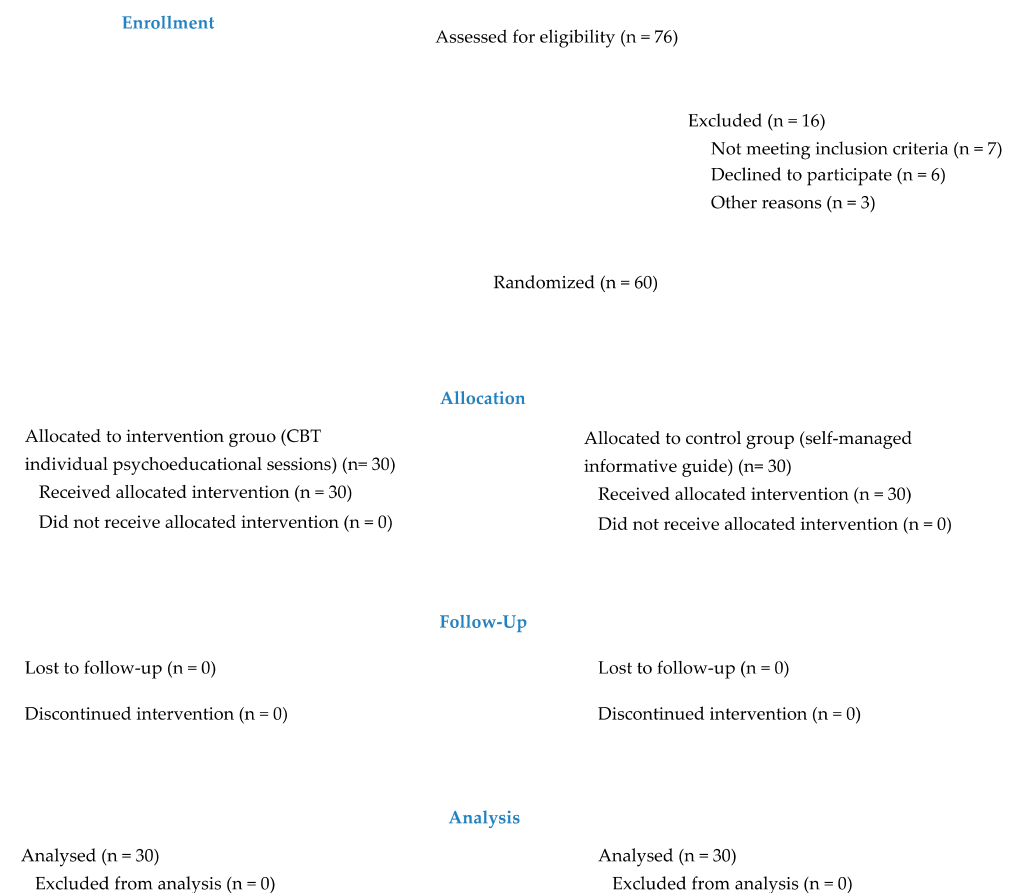 Enrollment
Assessed for eligibility (n = 76)
Excluded (n = 16)
Not meeting inclusion criteria (n = 7)
Declined to participate (n = 6)
Other reasons (n = 3)
Randomized (n = 60)
Allocation
Allocated to intervention grouo (CBT
individual psychoeducational sessions) (n= 30)
Received allocated intervention (n = 30)
Did not receive allocated intervention (n = 0)
Allocated to control group (self-managed
informative guide) (n= 30)
Received allocated intervention (n = 30)
Did not receive allocated intervention (n = 0)
Follow-Up
Lost to follow-up (n = 0)
Discontinued intervention (n = 0)
Lost to follow-up (n = 0)
Discontinued intervention (n = 0)
Analysis
Analysed (n = 30)
Excluded from analysis (n = 0)
Analysed (n = 30)
Excluded from analysis (n = 0)